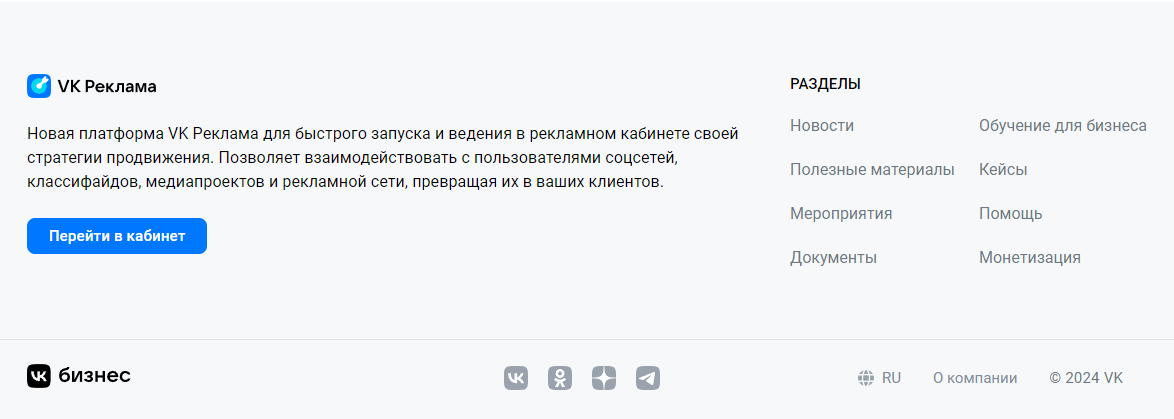 VK Реклама
Новая платформа VK Реклама для быстрого запуска и ведения в рекламном кабинете своей
стратегии продвижения. Позволяет взаимодействовать с пользователями соцсетей,
классифайдов, медиапроектов и рекламной сети, превращая их в ваших клиентов.
Перейти в кабинет
РАЗДЕЛЫ
Новости
Обучение для бизнеса
Полезные материалы
Кейсы
Мероприятия
Помощь
Документы
Монетизация
VK бизнес
RU
О компании
© 2024 VK